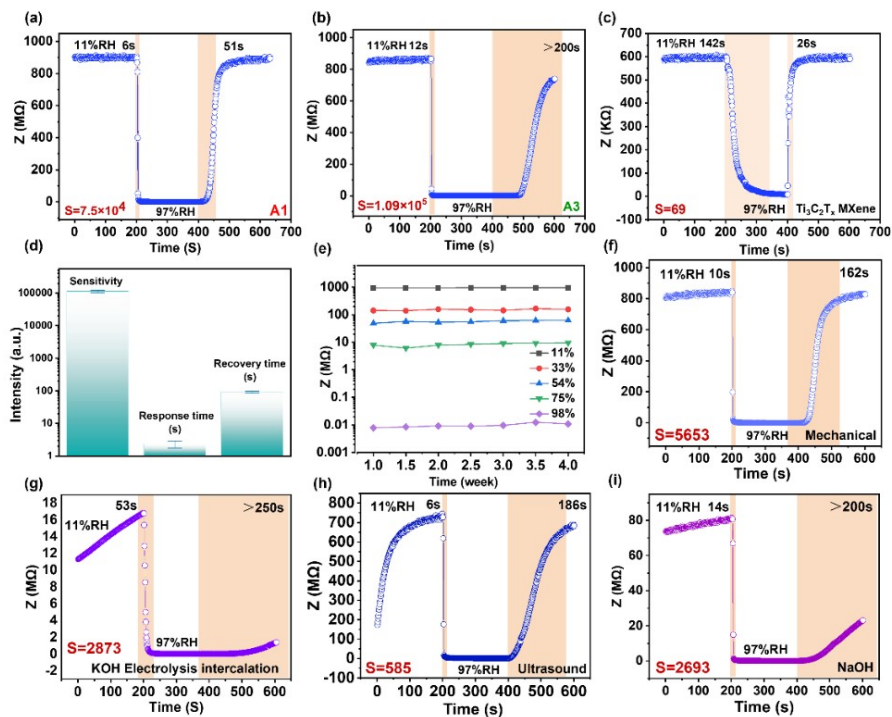 (a)
11%RH 6s
51s
1000
800
600
400
200
0
Z (MΩ)
S=7.5×10⁴
97%RH
A1
0 100 200 300 400 500 600 700
Time (S)
(b)
11%RH 12s
>200s
1000
800
600
400
200
0
Z (MΩ)
S=1.09×10⁵
97%RH
A3
0 100 200 300 400 500 600
Time (s)
(c)
11%RH 142s
26s
700
600
500
400
300
200
100
0
-100
Z (KΩ)
S=69
97%RH
Ti₃C₂Tₓ MXene
0 100 200 300 400 500 600 700
Time (s)
(d)
Sensitivity
Response time
(s)
Recovery time
(s)
100000
10000
1000
100
10
1
Intensity (a.u.)
(e)
10000
1000
100
10
1
0.1
0.01
0.001
Z (MΩ)
11%
33%
54%
75%
98%
1.0 1.5 2.0 2.5 3.0 3.5 4.0
Time (week)
(f)
11%RH 10s
162s
1000
800
600
400
200
0
Z (MΩ)
S=5653
97%RH
Mechanical
0 100 200 300 400 500 600
Time (s)
(g)
11%RH
53s
>250s
18
16
14
12
10
8
6
4
2
0
-2
Z (MΩ)
S=2873
97%RH
KOH Electrolysis intercalation
0 100 200 300 400 500 600
Time (S)
(h)
11%RH
6s
186s
800
700
600
500
400
300
200
100
0
Z (MΩ)
S=585
97%RH
Ultrasound
0 100 200 300 400 500 600
Time (s)
(i)
11%RH 14s
>200s
80
60
40
20
0
Z (MΩ)
S=2693
97%RH
NaOH
0 100 200 300 400 500 600
Time (s)